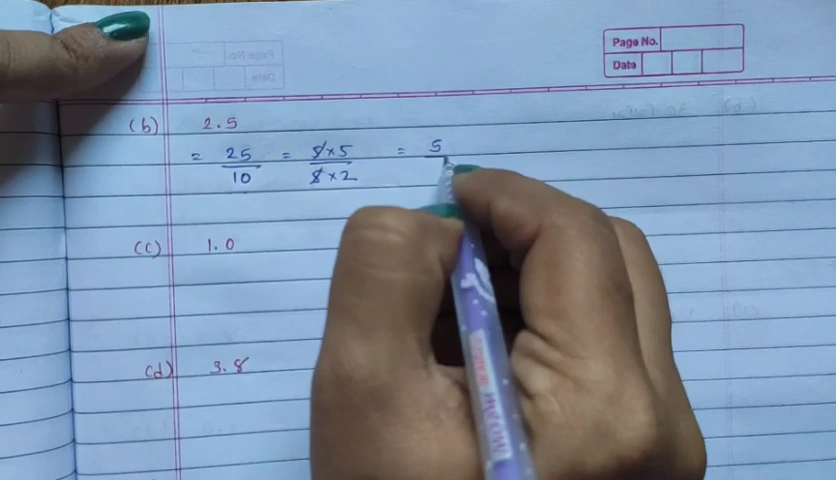 Page No.
Date
(b) 2.5
= 25/10 = 5×5/5×2 = 5
(c) 1.0
(d) 3.8